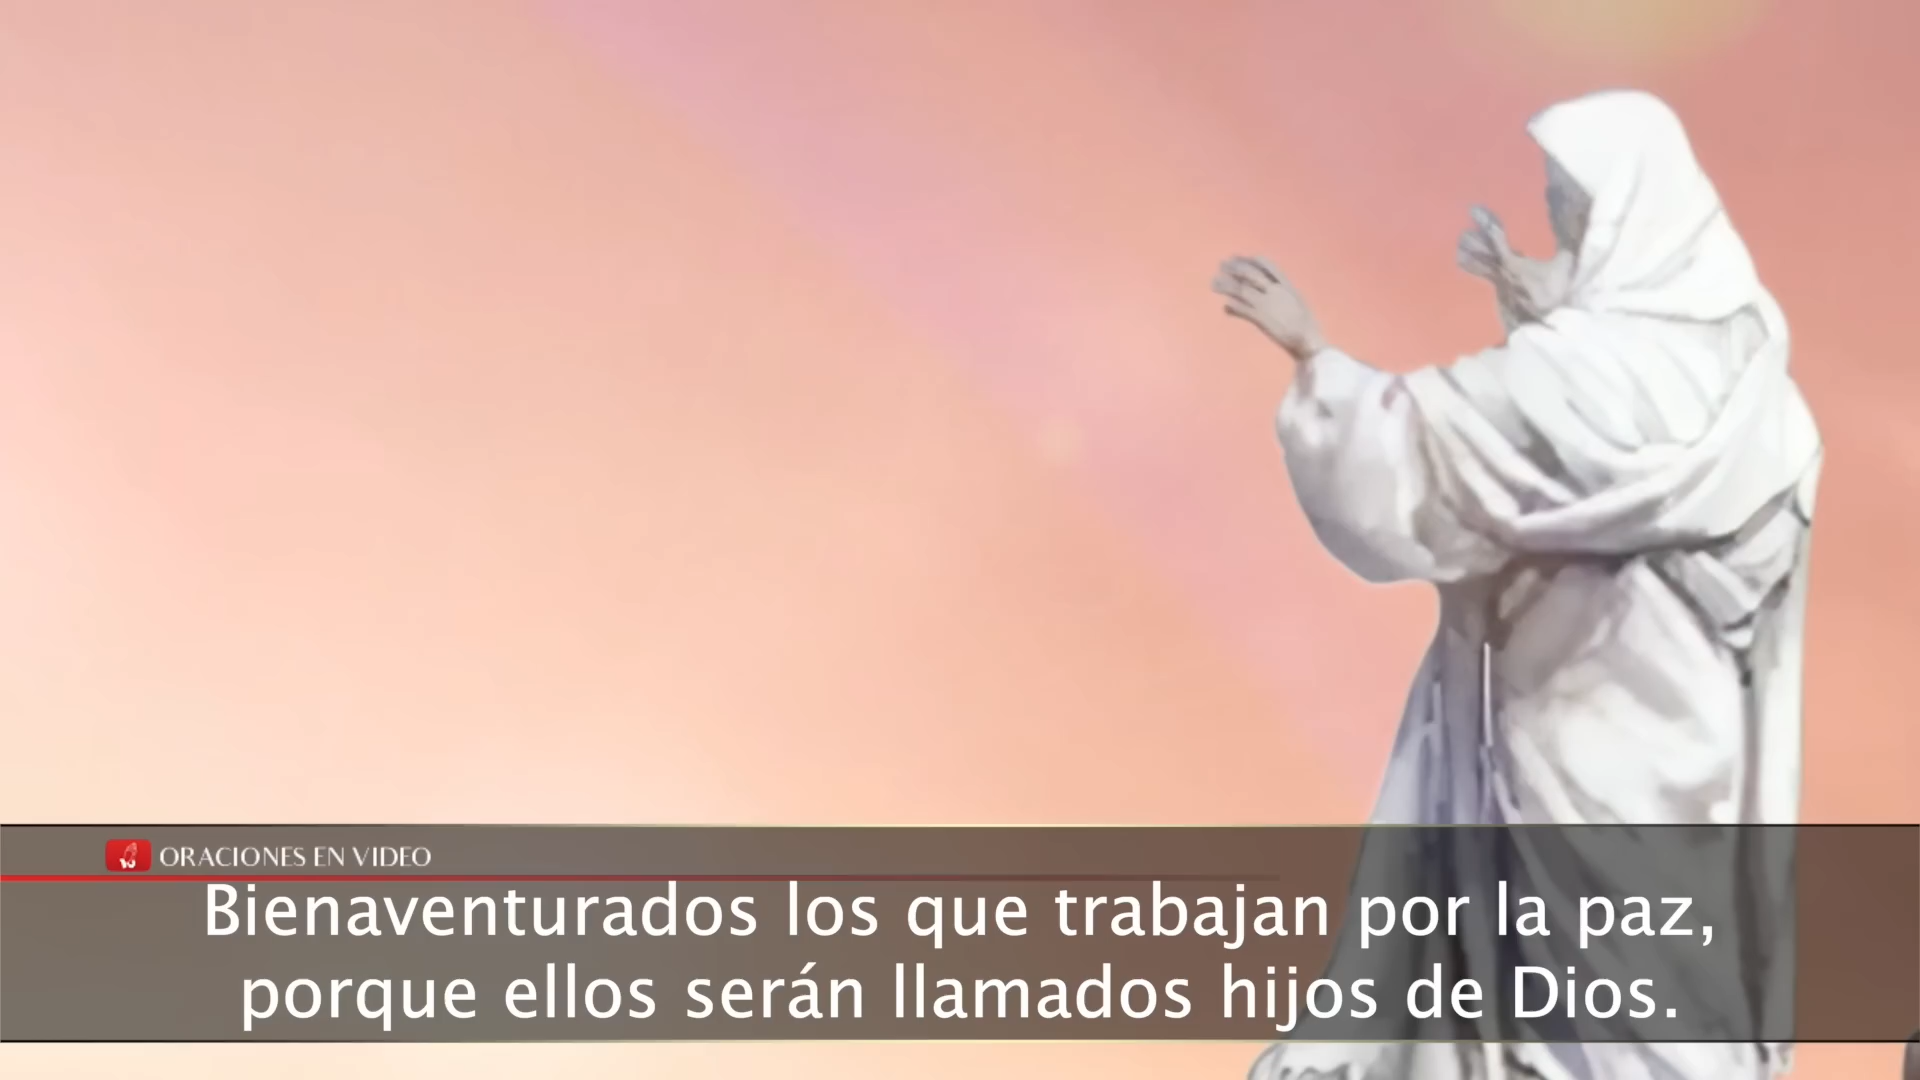 ORACIONES EN VIDEO
Bienaventurados los que trabajan por la paz,
porque ellos serán llamados hijos de Dios.